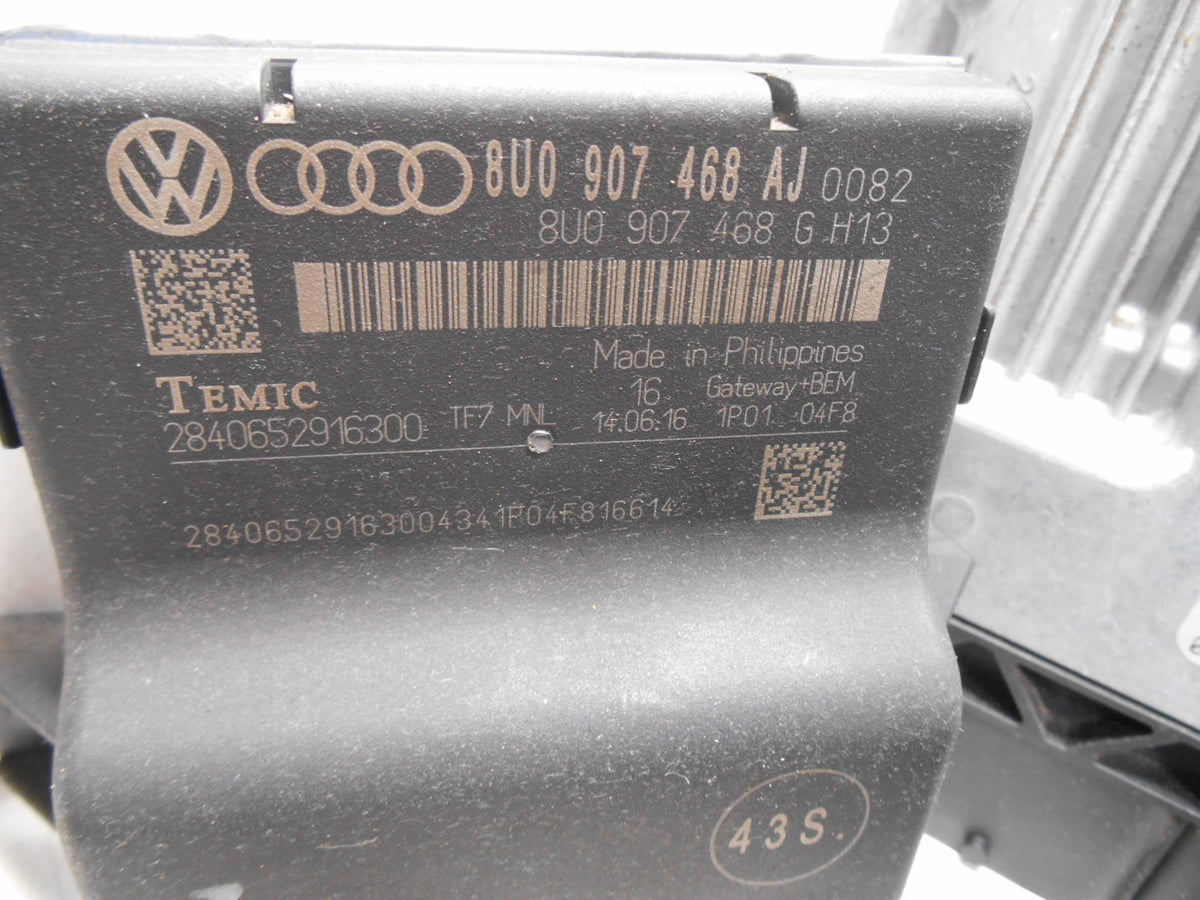 8U0 907 468 AJ 0082
8U0 907 468 G H13
Made in Philippines
TEMIC 16 Gateway+BEM
2840652916300 TF7 MNL 14.06.16 1P01 04F8
28406529163004341P04F816614
43S.